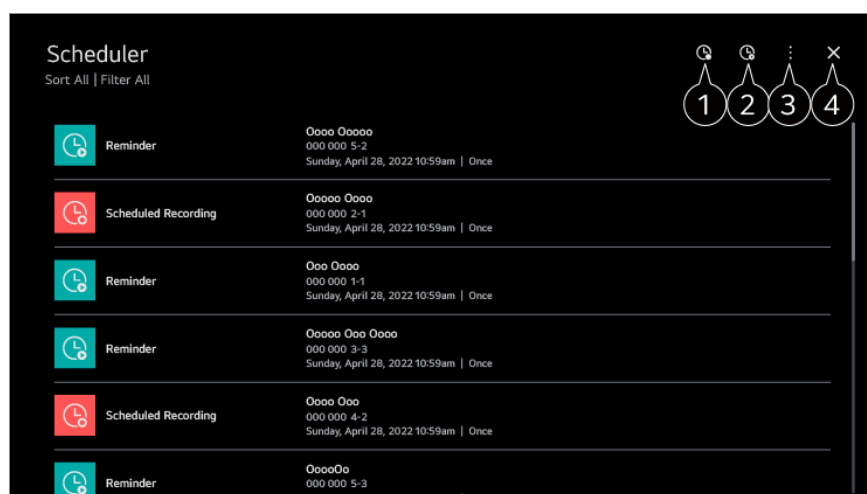 Scheduler
Sort All | Filter All
1 2 3 4
Reminder
Oooo Ooooo
000 000 5-2
Sunday, April 28, 2022 10:59am | Once
Scheduled Recording
Ooooo Oooo
000 000 2-1
Sunday, April 28, 2022 10:59am | Once
Reminder
Ooo Oooo
000 000 1-1
Sunday, April 28, 2022 10:59am | Once
Reminder
Ooooo Ooo Oooo
000 000 3-3
Sunday, April 28, 2022 10:59am | Once
Scheduled Recording
Oooo Ooo
000 000 4-2
Sunday, April 28, 2022 10:59am | Once
Reminder
OoooOo
000 000 5-3